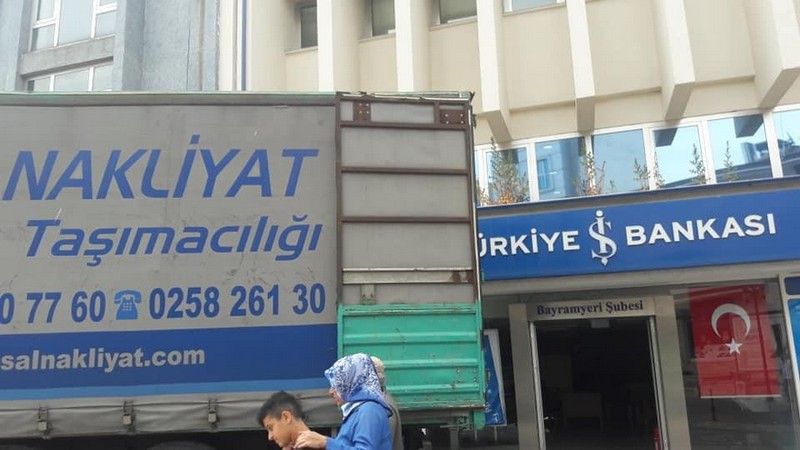 NAKLİYAT
Taşımacılığı
0 77 60 ☎ 0258 261 30
salnakliyat.com
ÜRKİYE İŞ BANKASI
Bayramyeri Şubesi